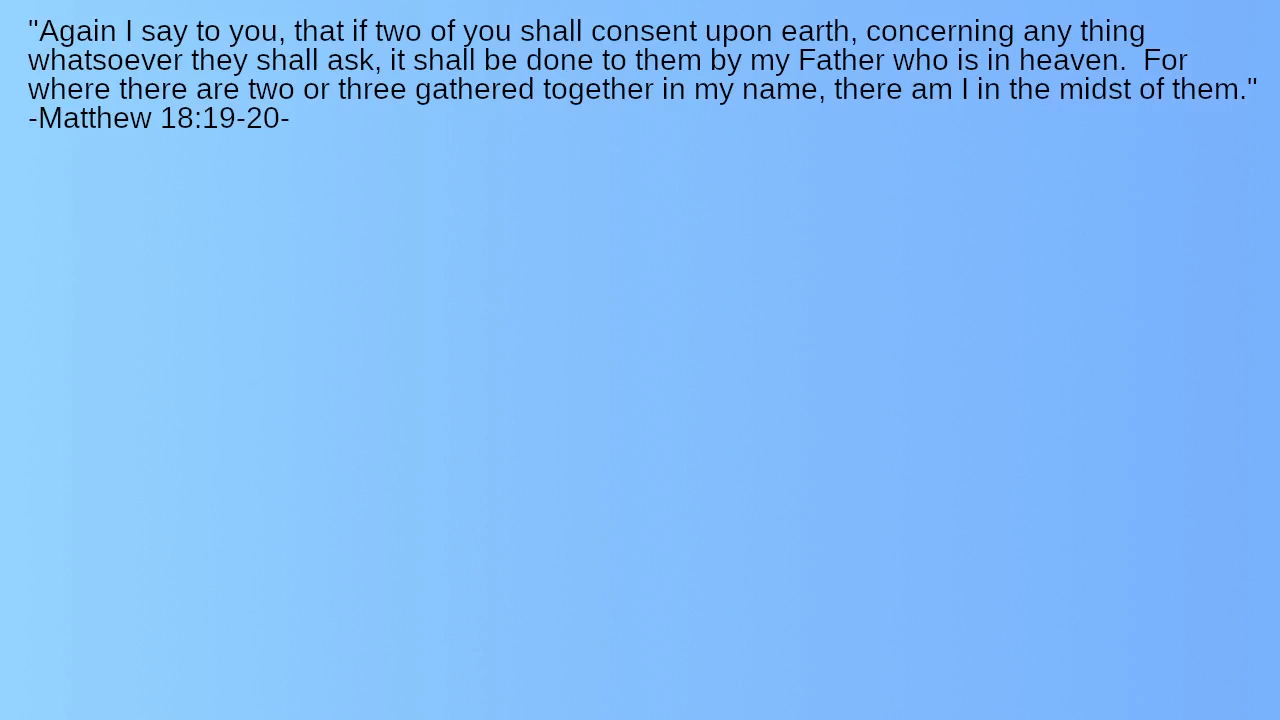 "Again I say to you, that if two of you shall consent upon earth, concerning any thing
whatsoever they shall ask, it shall be done to them by my Father who is in heaven.  For
where there are two or three gathered together in my name, there am I in the midst of them."
-Matthew 18:19-20-